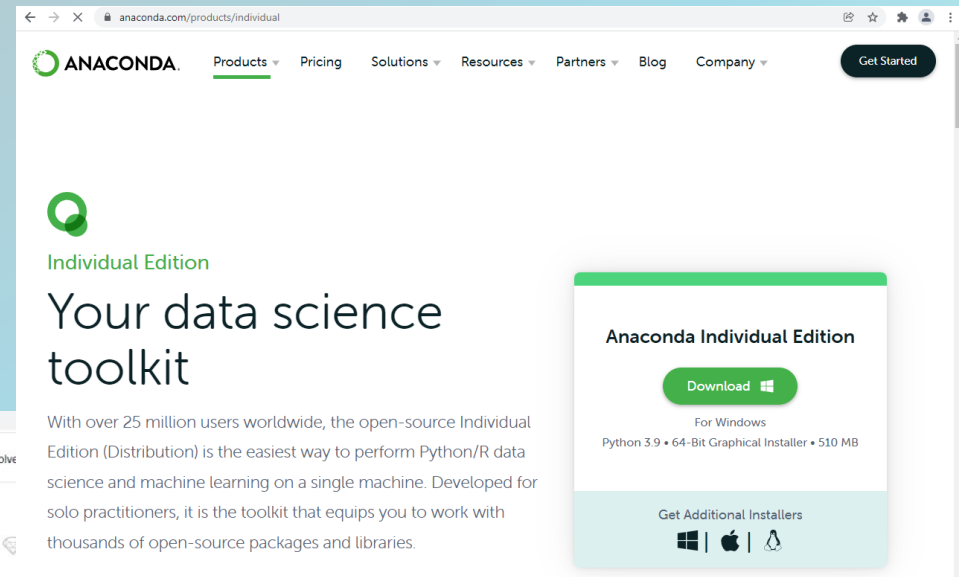 anaconda.com/products/individual
ANACONDA.
Products
Pricing
Solutions
Resources
Partners
Blog
Company
Get Started
Individual Edition
Your data science
toolkit
With over 25 million users worldwide, the open-source Individual
Edition (Distribution) is the easiest way to perform Python/R data
science and machine learning on a single machine. Developed for
solo practitioners, it is the toolkit that equips you to work with
thousands of open-source packages and libraries.
Anaconda Individual Edition
Download
For Windows
Python 3.9 • 64-Bit Graphical Installer • 510 MB
Get Additional Installers